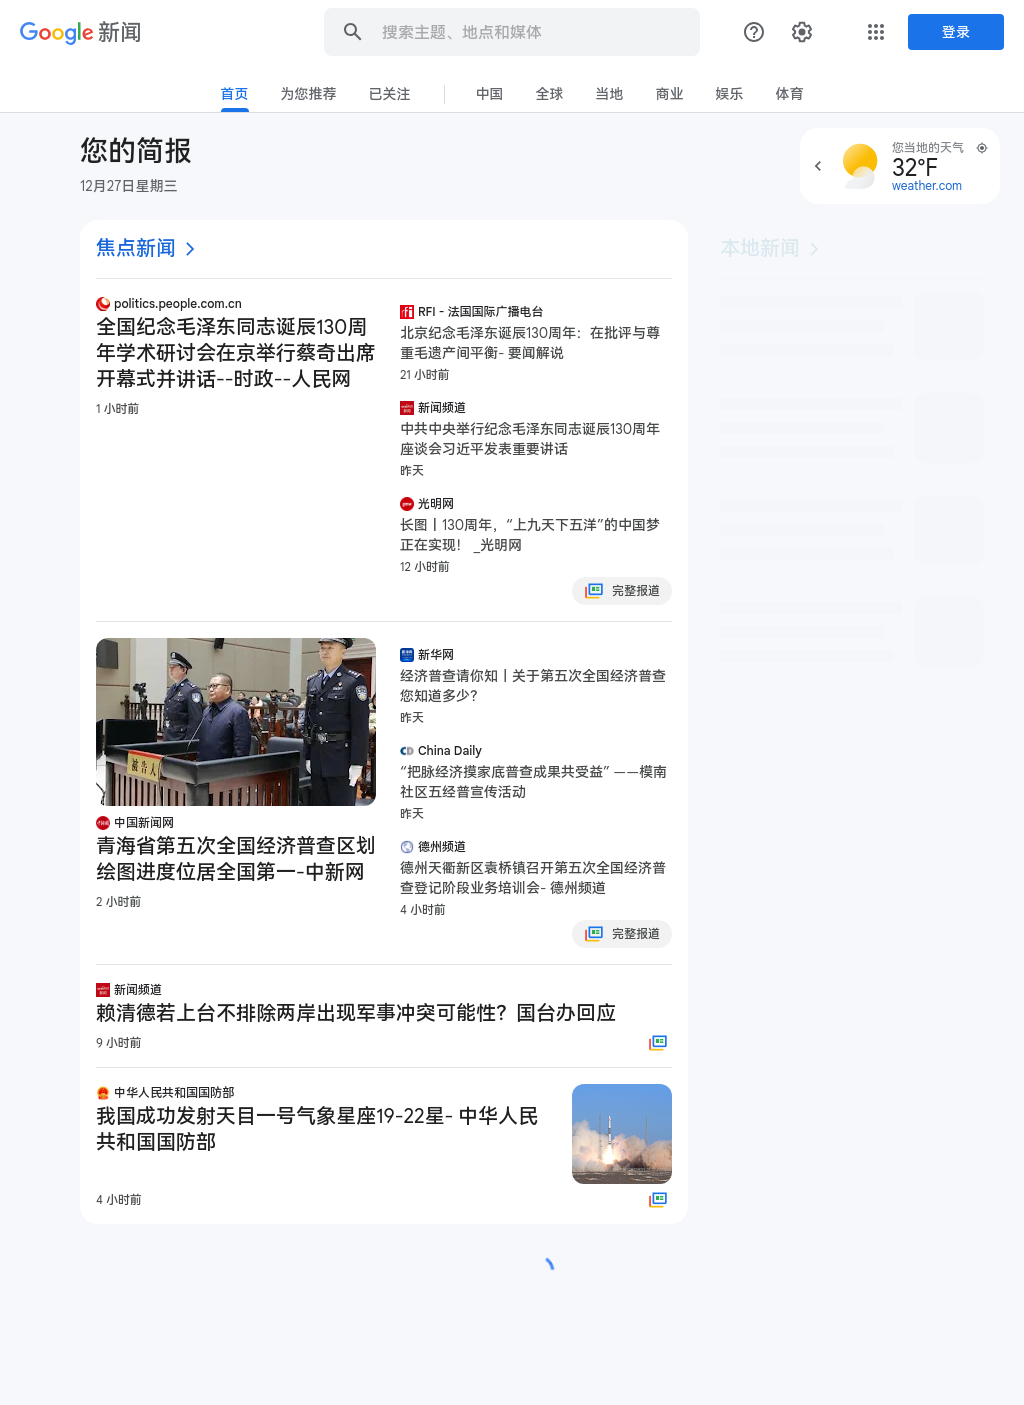 Google 新闻
搜索主题、地点和媒体
登录
首页
为您推荐
已关注
中国
全球
当地
商业
娱乐
体育
您的简报
12月27日星期三
您当地的天气
32°F
weather.com
焦点新闻
本地新闻
politics.people.com.cn
全国纪念毛泽东同志诞辰130周
年学术研讨会在京举行蔡奇出席
开幕式并讲话--时政--人民网
1 小时前
RFI - 法国国际广播电台
北京纪念毛泽东诞辰130周年：在批评与尊
重毛遗产间平衡- 要闻解说
21 小时前
新闻频道
中共中央举行纪念毛泽东同志诞辰130周年
座谈会习近平发表重要讲话
昨天
光明网
长图丨130周年，“上九天下五洋”的中国梦
正在实现！ _光明网
12 小时前
完整报道
被告人
中国新闻网
青海省第五次全国经济普查区划
绘图进度位居全国第一-中新网
2 小时前
新华网
经济普查请你知丨关于第五次全国经济普查
您知道多少？
昨天
China Daily
“把脉经济摸家底普查成果共受益” ——模南
社区五经普宣传活动
昨天
德州频道
德州天衢新区袁桥镇召开第五次全国经济普
查登记阶段业务培训会- 德州频道
4 小时前
完整报道
新闻频道
赖清德若上台不排除两岸出现军事冲突可能性？国台办回应
9 小时前
中华人民共和国国防部
我国成功发射天目一号气象星座19-22星- 中华人民
共和国国防部
4 小时前